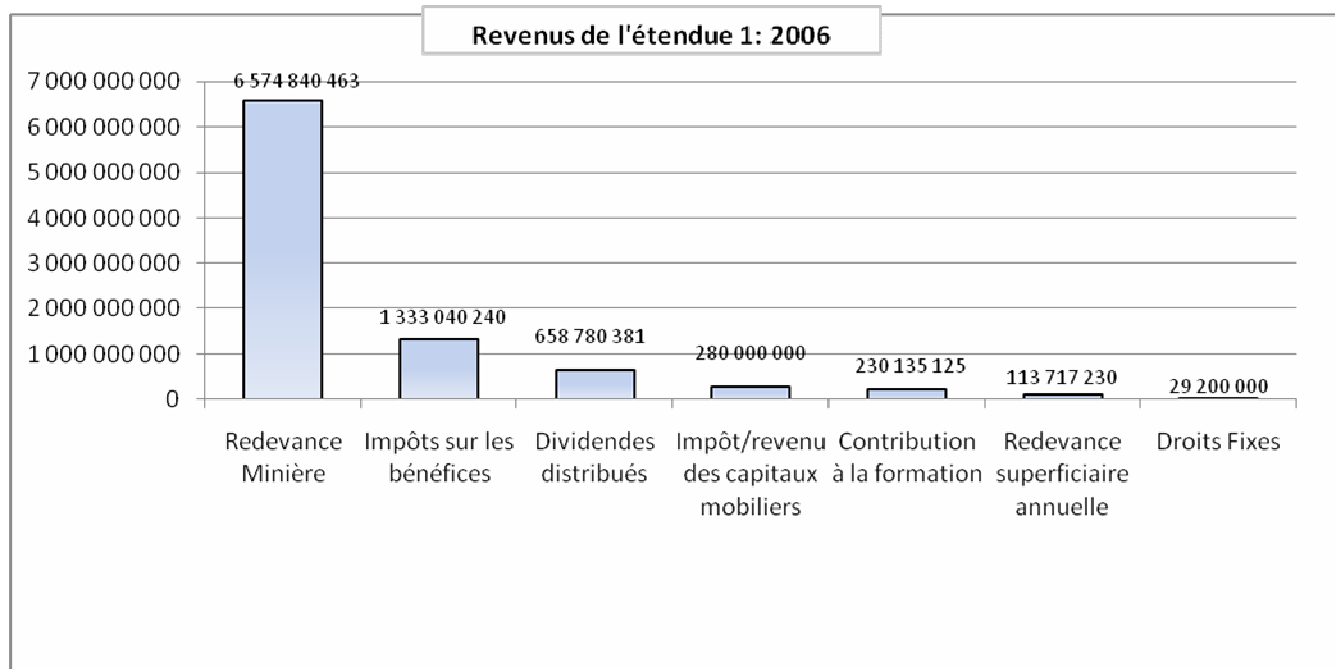 Revenus de l'étendue 1: 2006
7 000 000 000
6 000 000 000
5 000 000 000
4 000 000 000
3 000 000 000
2 000 000 000
1 000 000 000
0
6 574 840 463
1 333 040 240
658 780 381
280 000 000
230 135 125
113 717 230
29 200 000
Redevance
Minière
Impôts sur les
bénéfices
Dividendes
distribués
Impôt/revenu
des capitaux
mobiliers
Contribution
à la formation
Redevance
superficiaire
annuelle
Droits Fixes